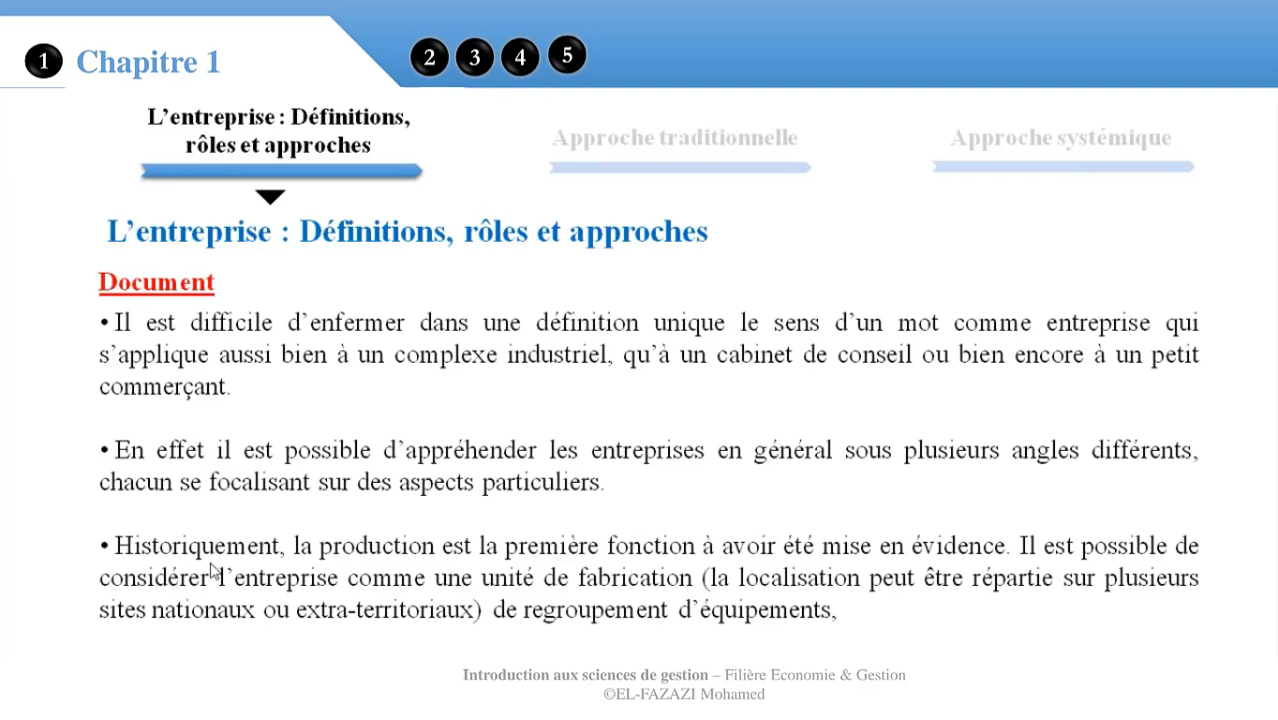 1 Chapitre 1 2 3 4 5
L'entreprise : Définitions,
rôles et approches
Approche traditionnelle
Approche systémique
L'entreprise : Définitions, rôles et approches
Document
• Il est difficile d'enfermer dans une définition unique le sens d'un mot comme entreprise qui
s'applique aussi bien à un complexe industriel, qu'à un cabinet de conseil ou bien encore à un petit
commerçant.
• En effet il est possible d'appréhender les entreprises en général sous plusieurs angles différents,
chacun se focalisant sur des aspects particuliers.
• Historiquement, la production est la première fonction à avoir été mise en évidence. Il est possible de
considérer l'entreprise comme une unité de fabrication (la localisation peut être répartie sur plusieurs
sites nationaux ou extra-territoriaux) de regroupement d'équipements,
Introduction aux sciences de gestion – Filière Economie & Gestion
©EL-FAZAZI Mohamed